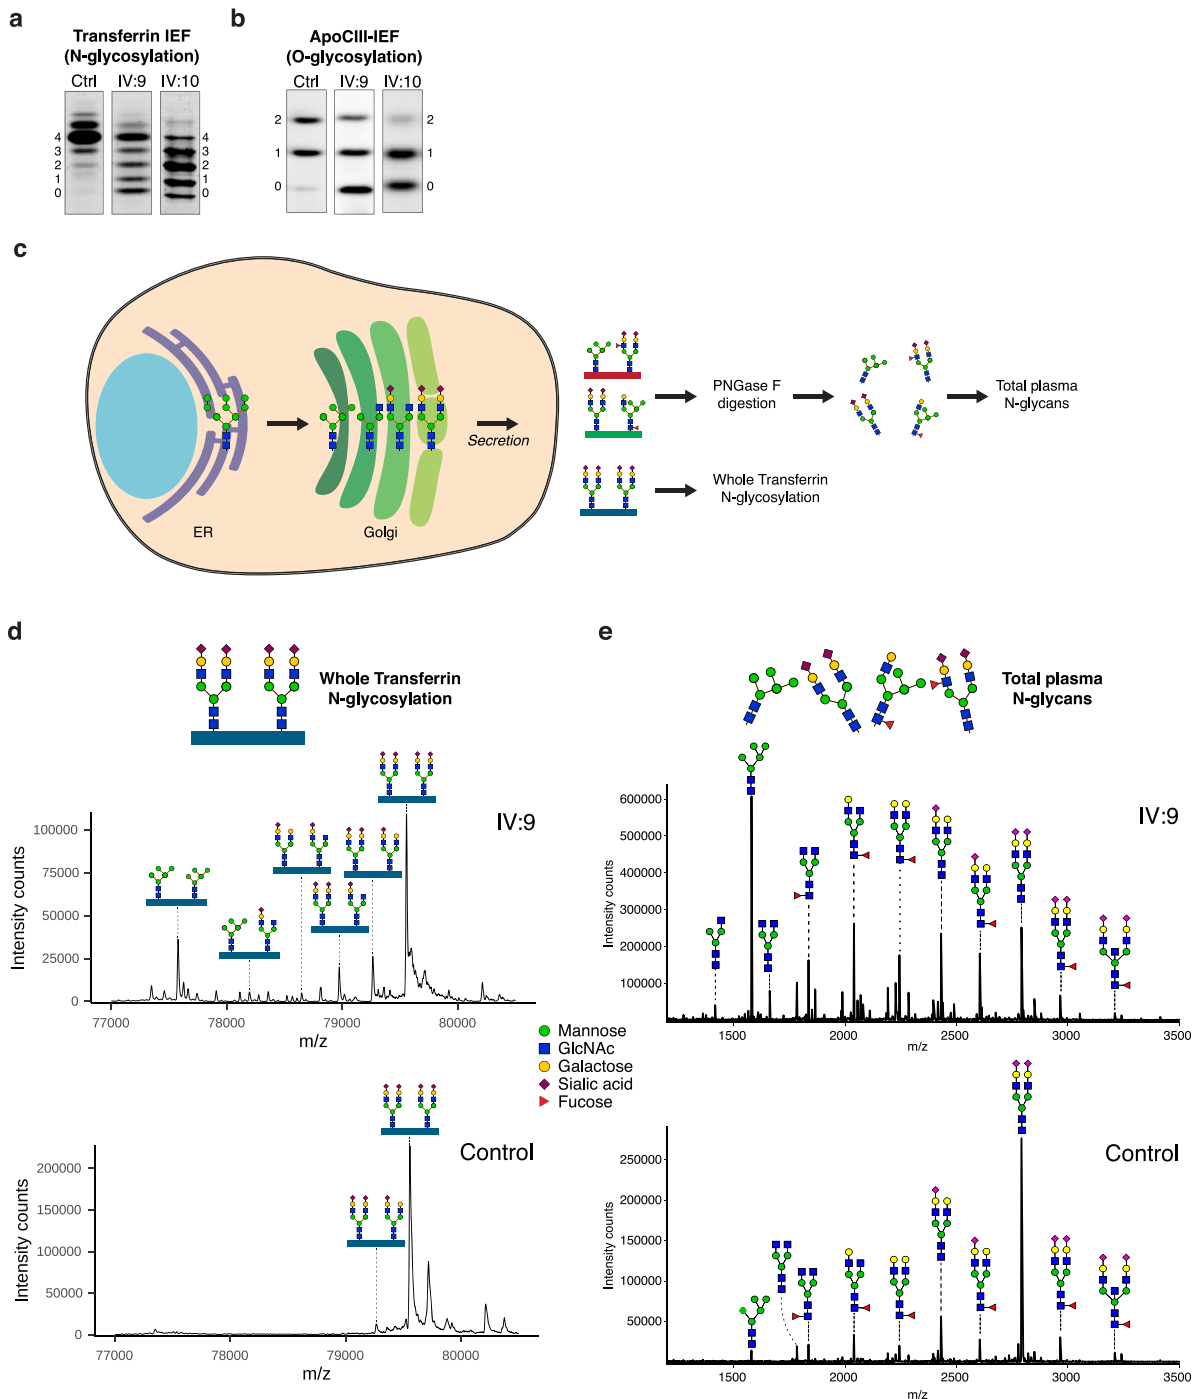 a
Transferrin IEF
(N-glycosylation)
Ctrl IV:9 IV:10
4
3
2
1
0
4
3
2
1
0
b
ApoCIII-IEF
(O-glycosylation)
Ctrl IV:9 IV:10
2
1
0
2
1
0
c
ER
Golgi
Secretion
PNGase F
digestion
Total plasma
N-glycans
Whole Transferrin
N-glycosylation
d
Whole Transferrin
N-glycosylation
IV:9
Intensity counts
100000
75000
50000
25000
0
77000 78000 79000 80000
m/z
Mannose
GlcNAc
Galactose
Sialic acid
Fucose
Control
Intensity counts
200000
150000
100000
50000
0
77000 78000 79000 80000
m/z
e
Total plasma
N-glycans
IV:9
Intensity counts
600000
500000
400000
300000
200000
100000
0
1500 2000 2500 3000 3500
m/z
Control
Intensity counts
250000
200000
150000
100000
50000
0
1500 2000 2500 3000 3500
m/z